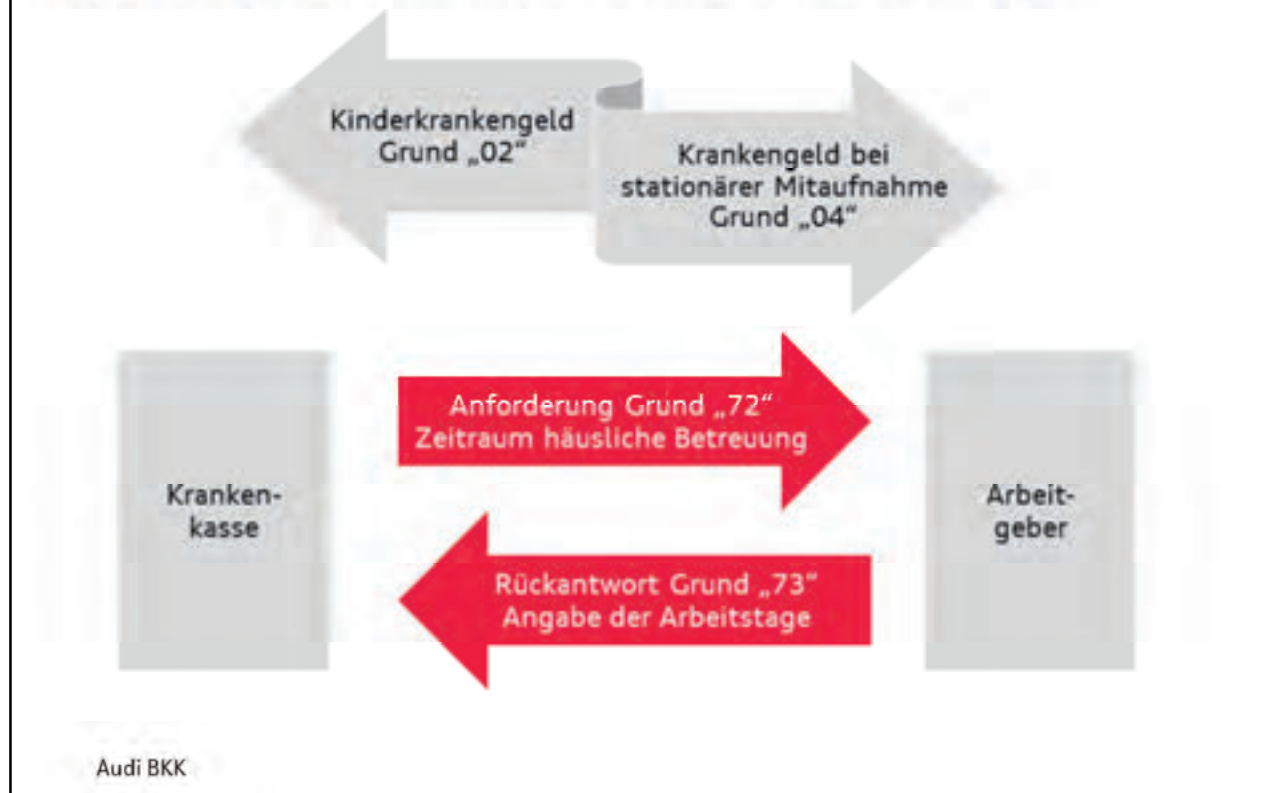 Kinderkrankengeld
Grund „02“
Krankengeld bei
stationärer Mitaufnahme
Grund „04“
Anforderung Grund „72“
Zeitraum häusliche Betreuung
Kranken-
kasse
Arbeit-
geber
Rückantwort Grund „73“
Angabe der Arbeitstage
Audi BKK